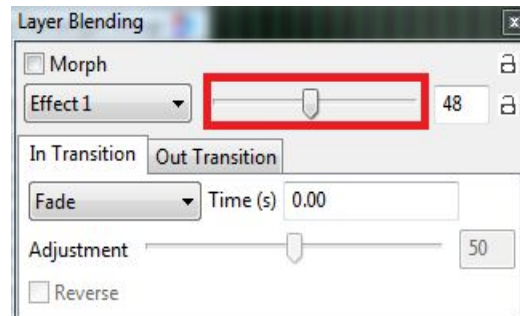 Layer Blending
Morph
Effect 1 48
In Transition Out Transition
Fade Time (s) 0.00
Adjustment 50
Reverse